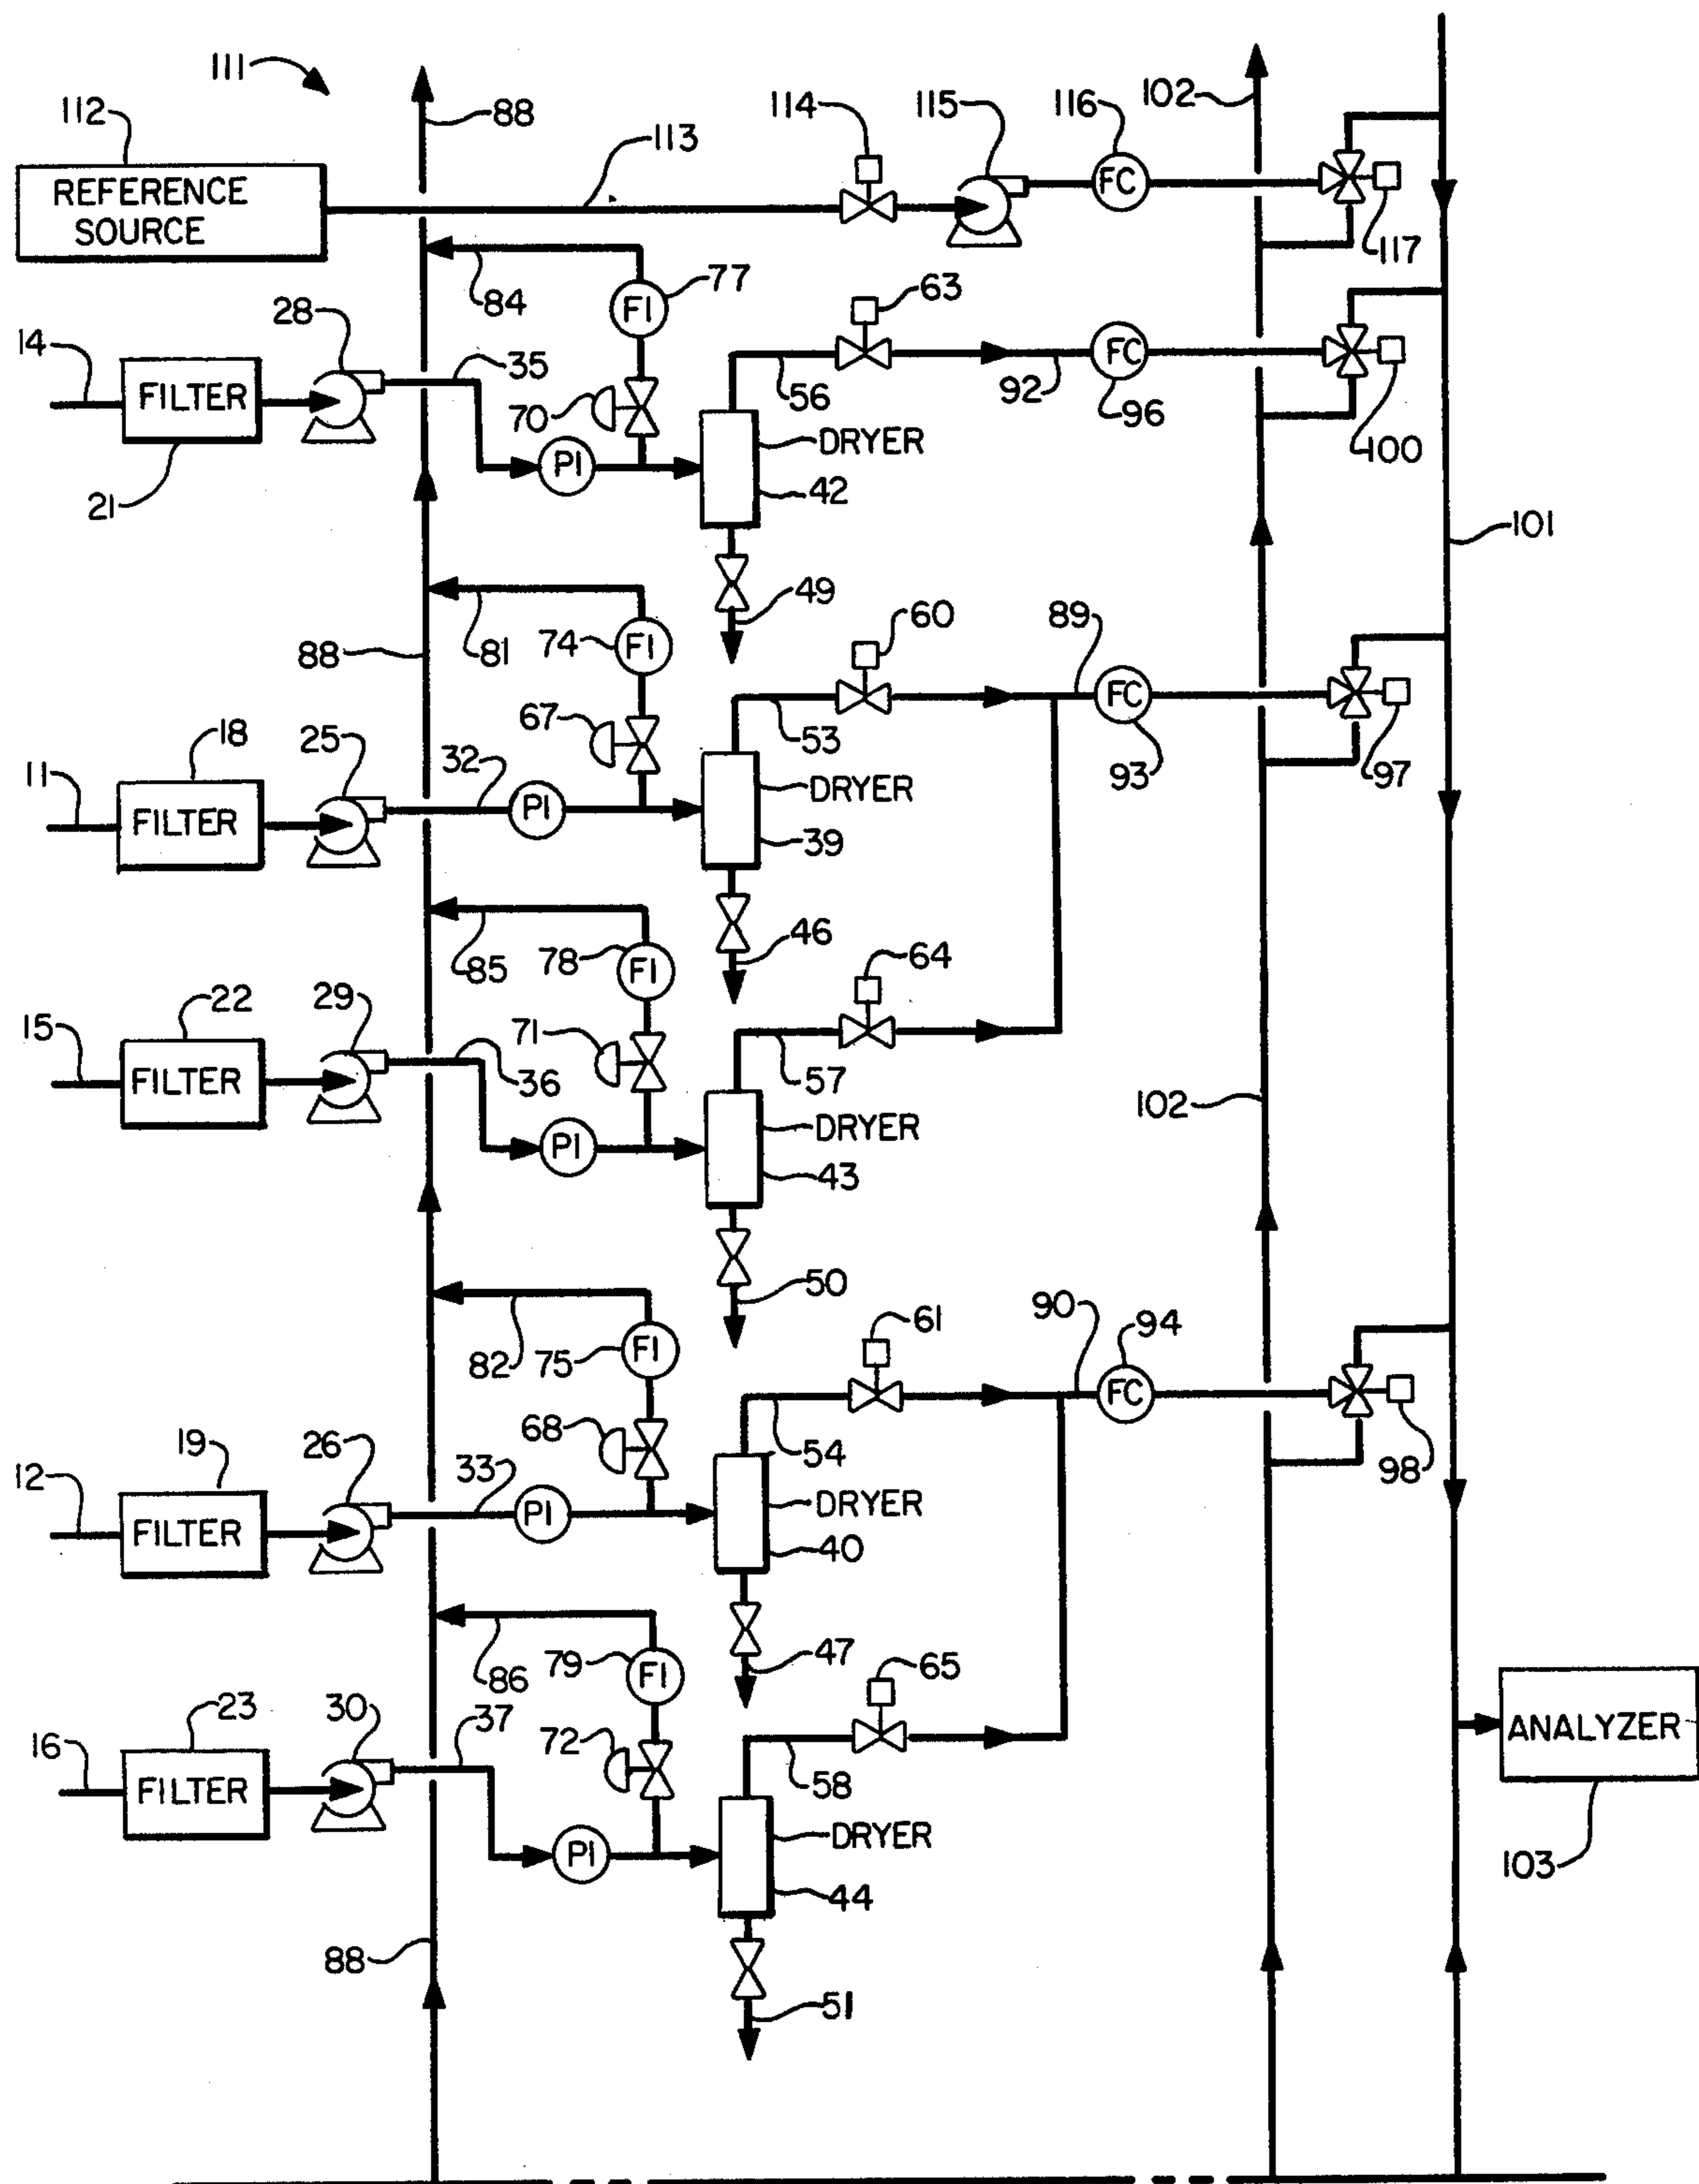 111
112
88
113
114
115
116
102
REFERENCE
SOURCE
FC
117
84
FI
77
63
28
14
FILTER
35
70
56
92
FC
96
100
DRYER
PI
42
21
101
49
88
81
74
FI
60
89
FC
67
53
93
97
18
25
32
11
FILTER
PI
DRYER
39
46
85
78
FI
64
22
29
15
71
FILTER
36
57
102
DRYER
PI
43
50
82
75
FI
61
90
94
FC
68
54
98
19
26
33
12
FILTER
PI
DRYER
40
47
86
79
FI
65
23
30
37
16
72
FILTER
58
ANALYZER
DRYER
PI
44
103
88
51